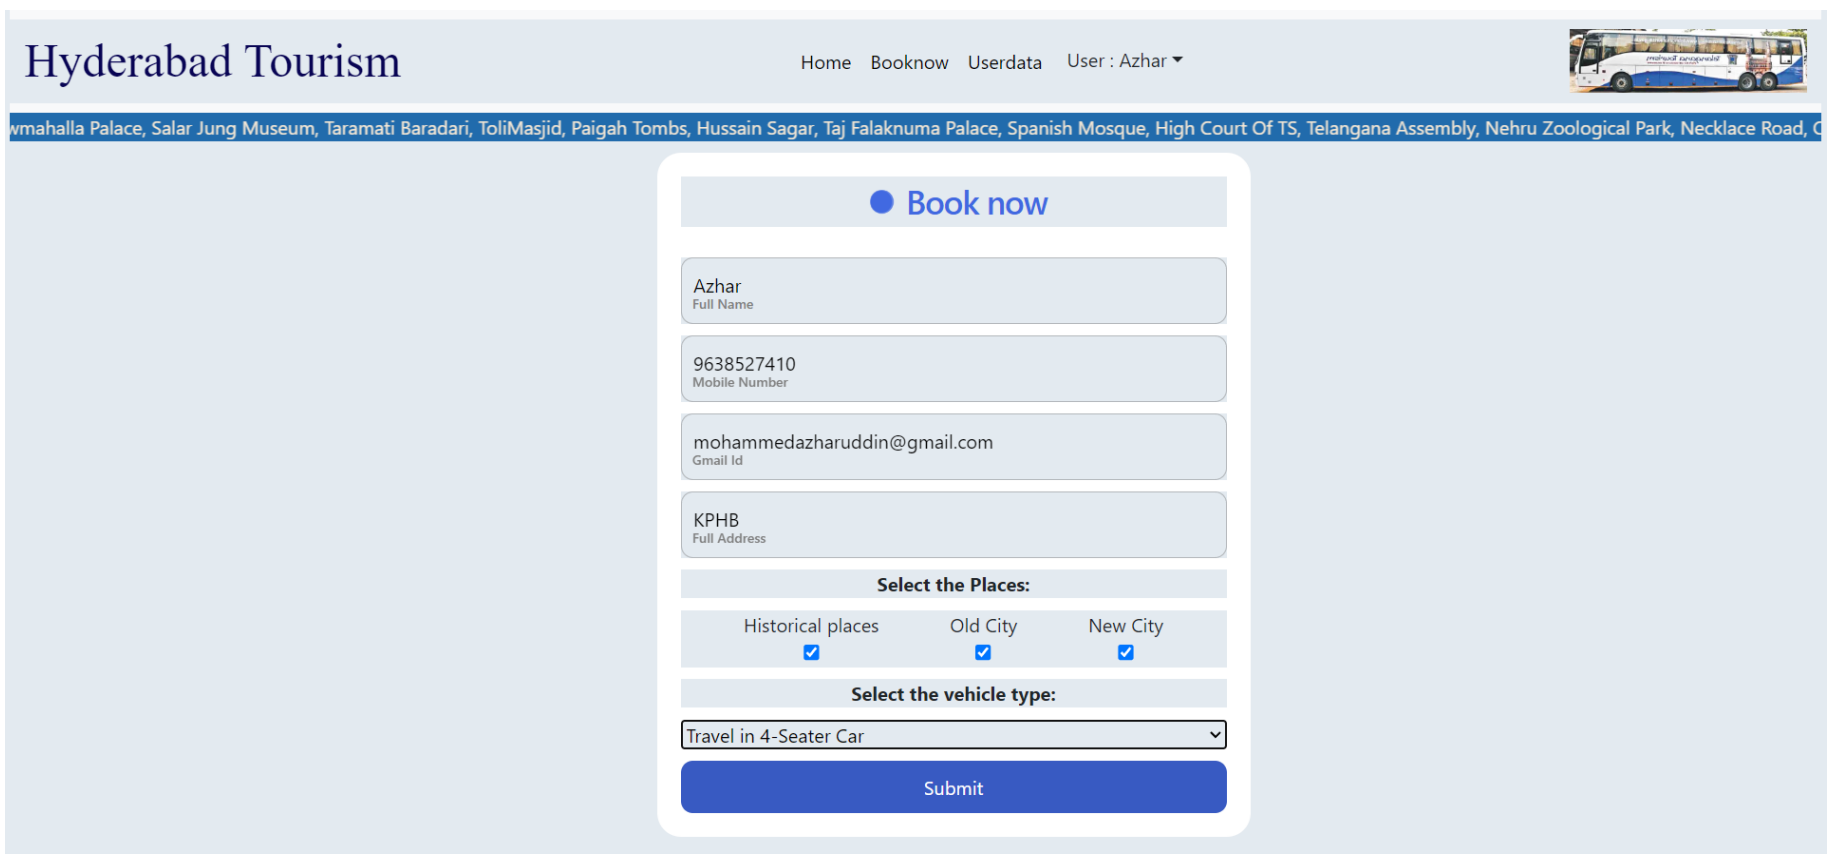 Hyderabad Tourism
Home Booknow Userdata User : Azhar
wmahalla Palace, Salar Jung Museum, Taramati Baradari, ToliMasjid, Paigah Tombs, Hussain Sagar, Taj Falaknuma Palace, Spanish Mosque, High Court Of TS, Telangana Assembly, Nehru Zoological Park, Necklace Road,
Book now
Azhar
Full Name
9638527410
Mobile Number
mohammedazharuddin@gmail.com
Gmail Id
KPHB
Full Address
Select the Places:
Historical places Old City New City
Select the vehicle type:
Travel in 4-Seater Car
Submit